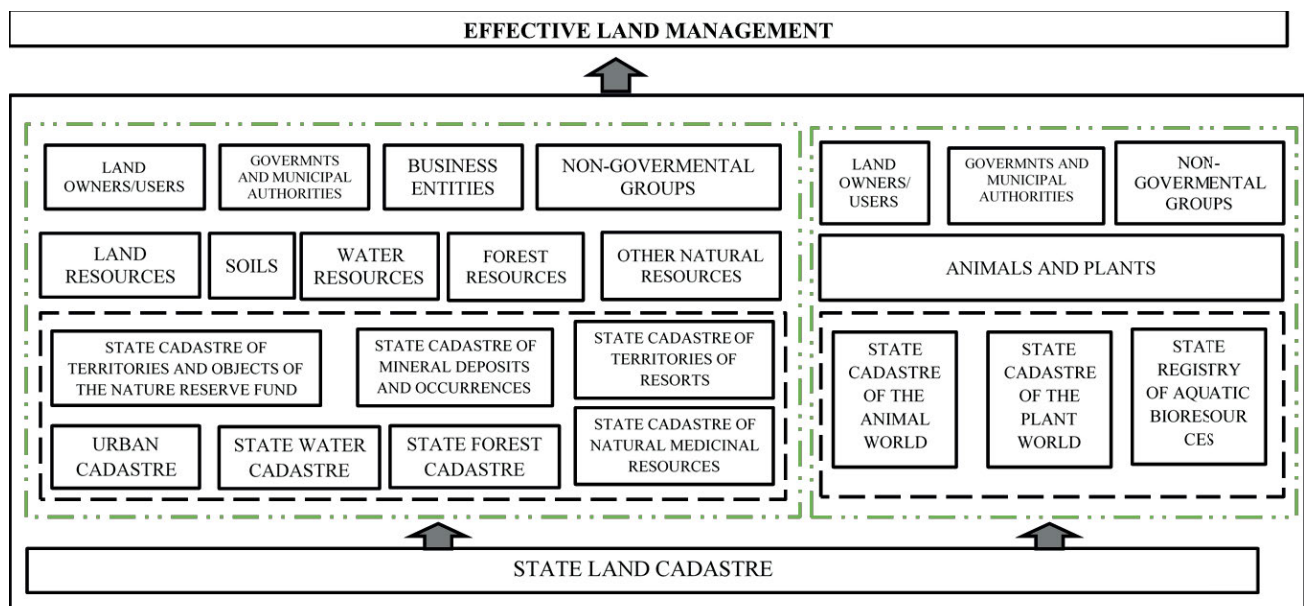 EFFECTIVE LAND MANAGEMENT
LAND
OWNERS/USERS
GOVERMNTS
AND MUNICIPAL
AUTHORITIES
BUSINESS
ENTITIES
NON-GOVERMENTAL
GROUPS
LAND
OWNERS/
USERS
GOVERMNTS AND
MUNICIPAL
AUTHORITIES
NON-
GOVERMENTAL
GROUPS
LAND
RESOURCES
SOILS
WATER
RESOURCES
FOREST
RESOURCES
OTHER NATURAL
RESOURCES
ANIMALS AND PLANTS
STATE CADASTRE OF
TERRITORIES AND OBJECTS OF
THE NATURE RESERVE FUND
STATE CADASTRE OF
MINERAL DEPOSITS
AND OCCURRENCES
STATE CADASTRE OF
TERRITORIES OF
RESORTS
URBAN
CADASTRE
STATE WATER
CADASTRE
STATE FOREST
CADASTRE
STATE CADASTRE OF
NATURAL MEDICINAL
RESOURCES
STATE
CADASTRE
OF THE
ANIMAL
WORLD
STATE
CADASTRE
OF THE
PLANT
WORLD
STATE
REGISTRY
OF AQUATIC
BIORESOUR
CES
STATE LAND CADASTRE